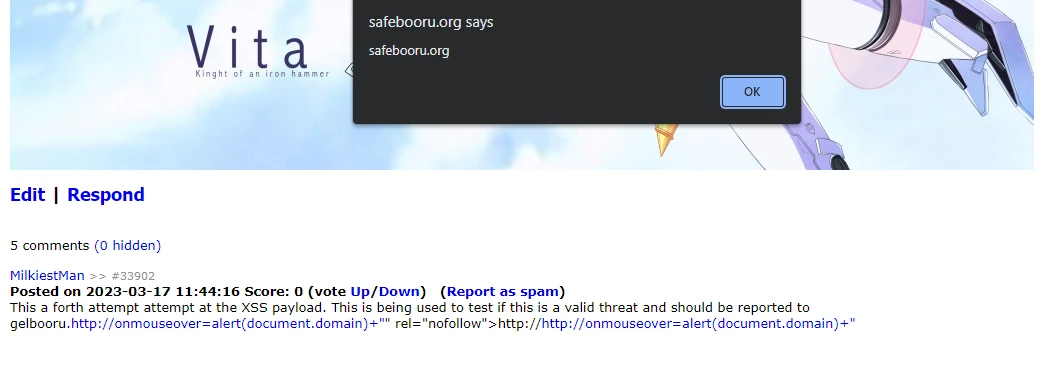 safebooru.org says
safebooru.org
OK
Vita
Kinght of an iron hammer
Edit | Respond
5 comments (0 hidden)
MilkiestMan >> #33902
Posted on 2023-03-17 11:44:16 Score: 0 (vote Up/Down) (Report as spam)
This a forth attempt attempt at the XSS payload. This is being used to test if this is a valid threat and should be reported to
gelbooru.http://onmouseover=alert(document.domain)+"" rel="nofollow">http://http://onmouseover=alert(document.domain)+"